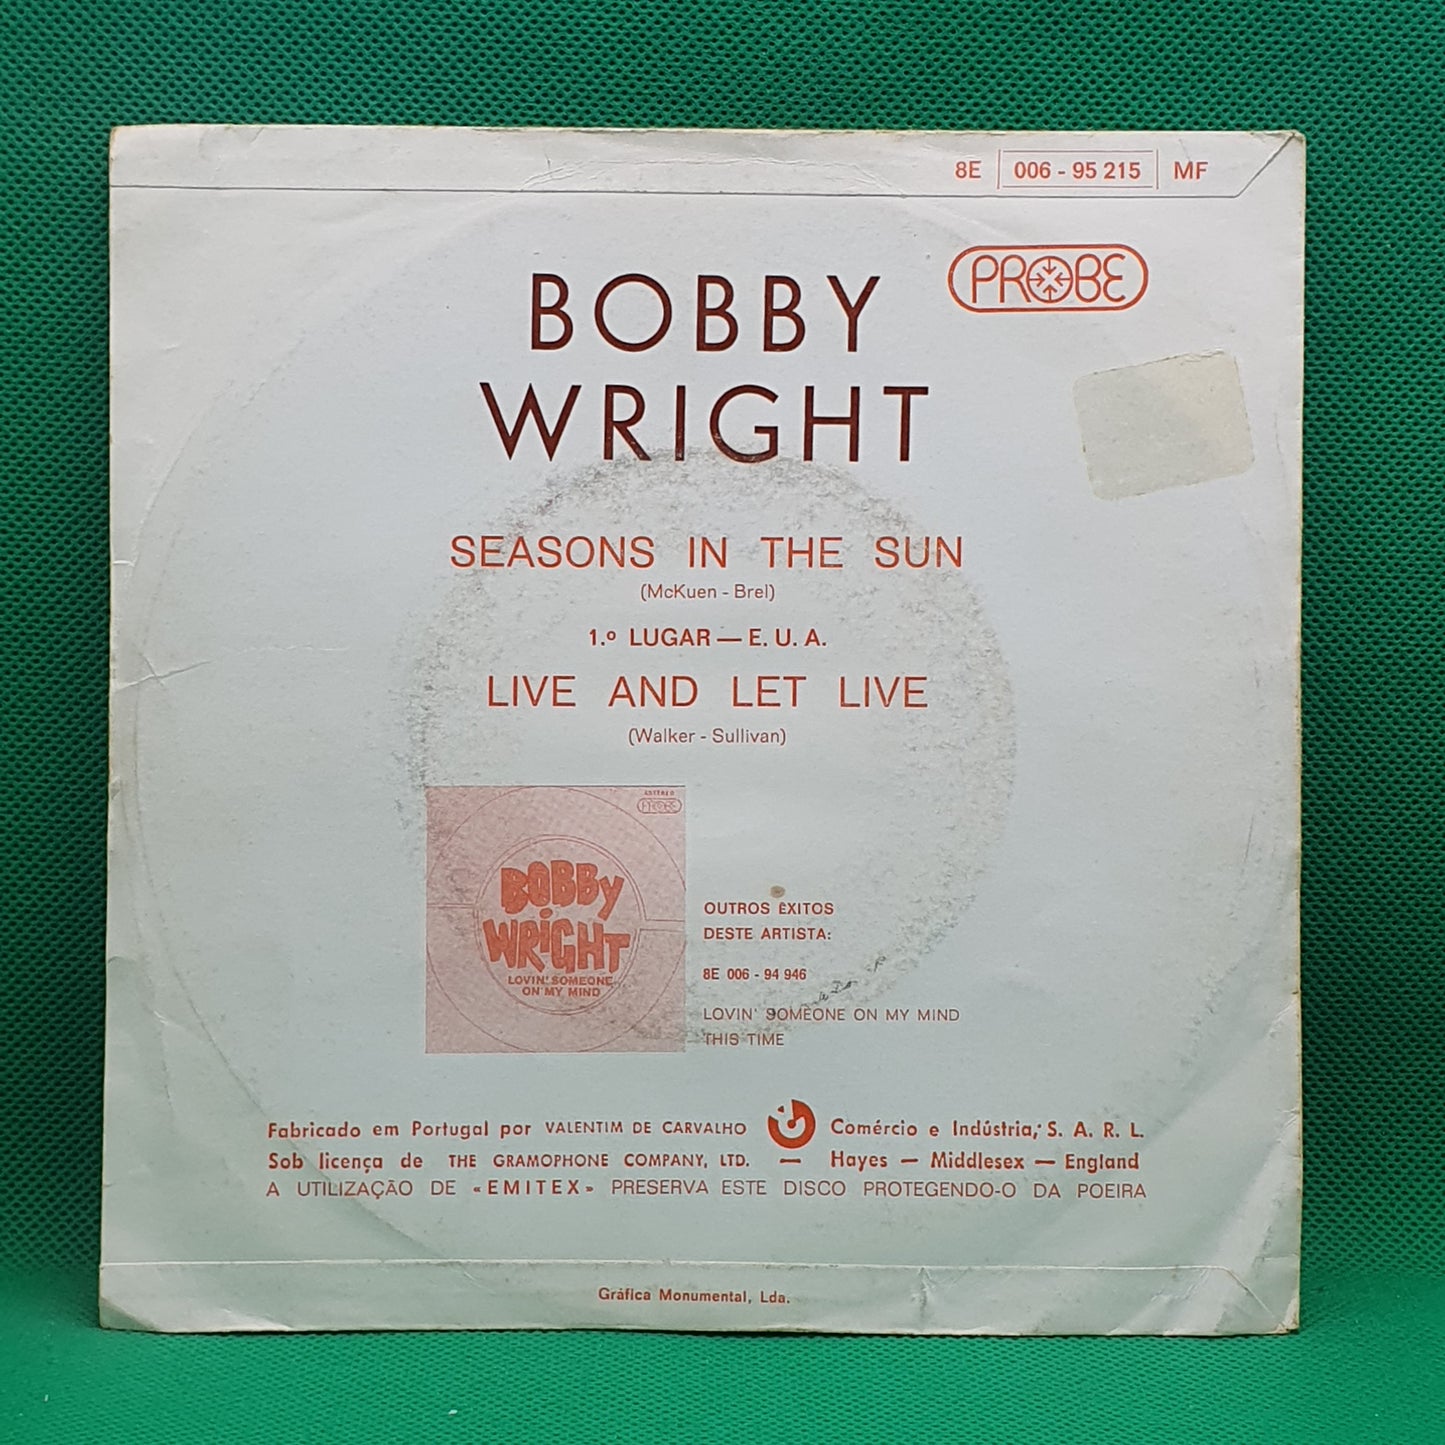 8E 006 - 95 215 MF
PROBE
BOBBY
WRIGHT
SEASONS IN THE SUN
(McKuen - Brel)
1.º LUGAR — E. U. A.
LIVE AND LET LIVE
(Walker - Sullivan)
ESTÉREO
PROBE
BOBBY
WRIGHT
LOVIN' SOMEONE
ON MY MIND
OUTROS ÊXITOS
DESTE ARTISTA:
8E 006 - 94 946
LOVIN' SOMEONE ON MY MIND
THIS TIME
Fabricado em Portugal por VALENTIM DE CARVALHO Comércio e Indústria, S. A. R. L.
Sob licença de THE GRAMOPHONE COMPANY, LTD. — Hayes — Middlesex — England
A UTILIZAÇÃO DE «EMITEX» PRESERVA ESTE DISCO PROTEGENDO-O DA POEIRA
Gráfica Monumental, Lda.